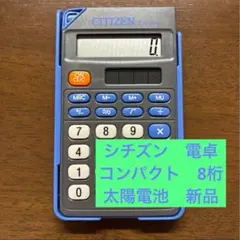 CITIZEN
0.
MRC M- M+ MU
7 8 9 ×
4
1
0
シチズン 電卓
コンパクト 8桁
太陽電池 新品